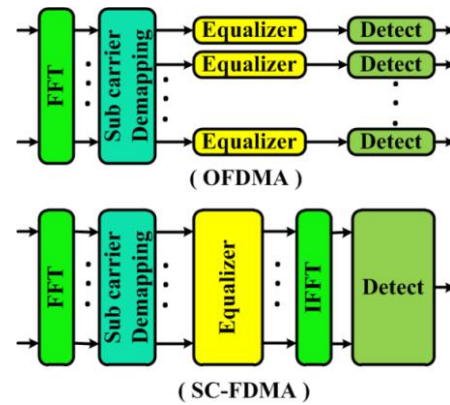 FFT
Sub carrier
Demapping
Equalizer
Detect
Equalizer
Detect
Equalizer
Detect
( OFDMA )
FFT
Sub carrier
Demapping
Equalizer
IFFT
Detect
( SC-FDMA )